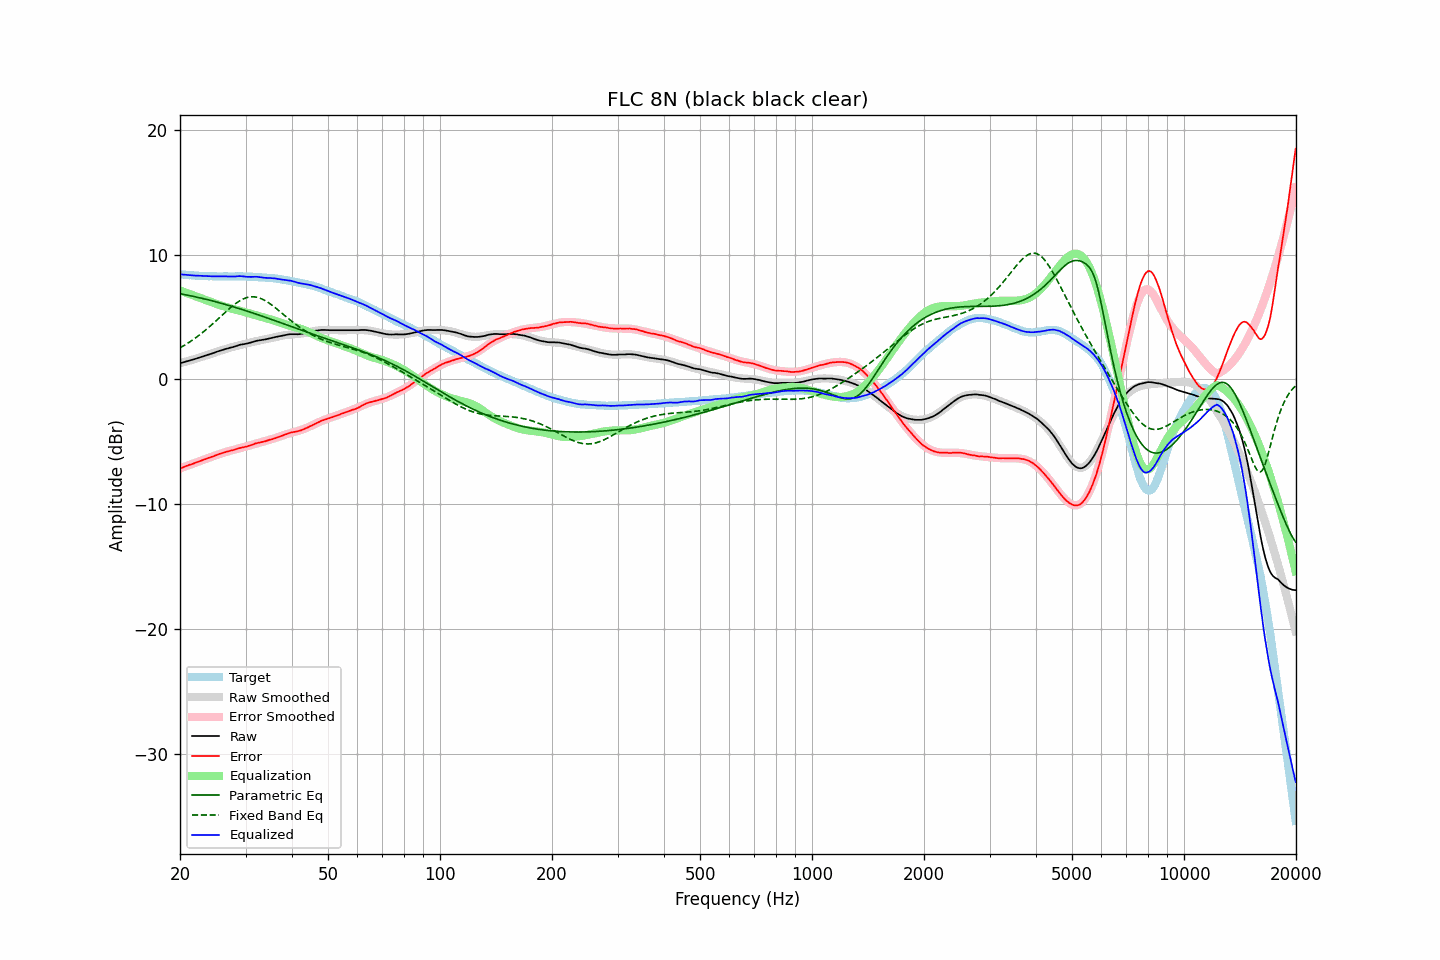 FLC 8N (black black clear)
20
10
0
−10
−20
−30
Amplitude (dBr)
Target
Raw Smoothed
Error Smoothed
Raw
Error
Equalization
Parametric Eq
Fixed Band Eq
Equalized
20
50
100
200
500
1000
2000
5000
10000
20000
Frequency (Hz)